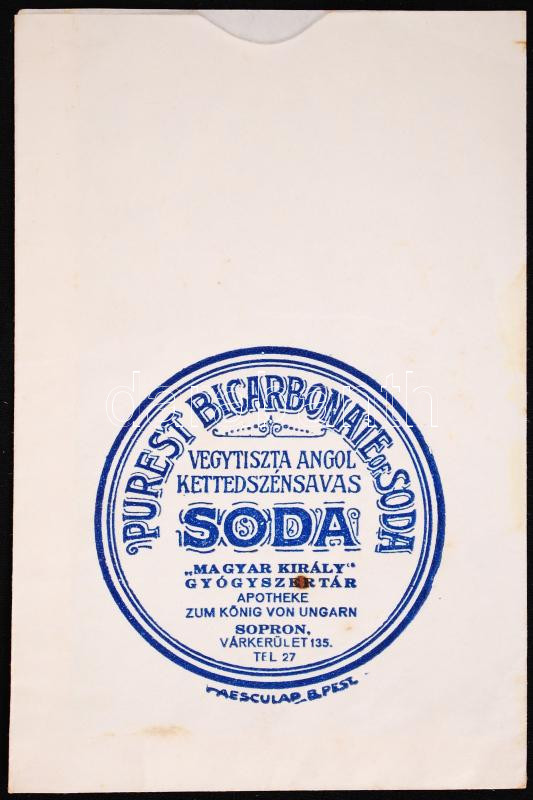 PUREST BICARBONATE OF SODA
VEGYTISZTA ANGOL
KETTEDSZÉNSAVAS
SODA
„MAGYAR KIRÁLY“
GYÓGYSZERTÁR
APOTHEKE
ZUM KÖNIG VON UNGARN
SOPRON,
VÁRKERÜLET 135.
TEL 27
AESCULAP B.PEST.